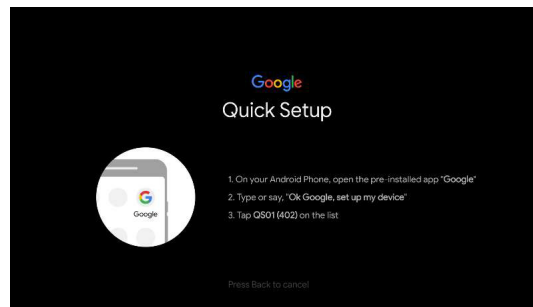 Google
Quick Setup
1. On your Android Phone, open the pre-installed app "Google"
2. Type or say, "Ok Google, set up my device"
3. Tap QS01 (402) on the list
G
Google
Press Back to cancel